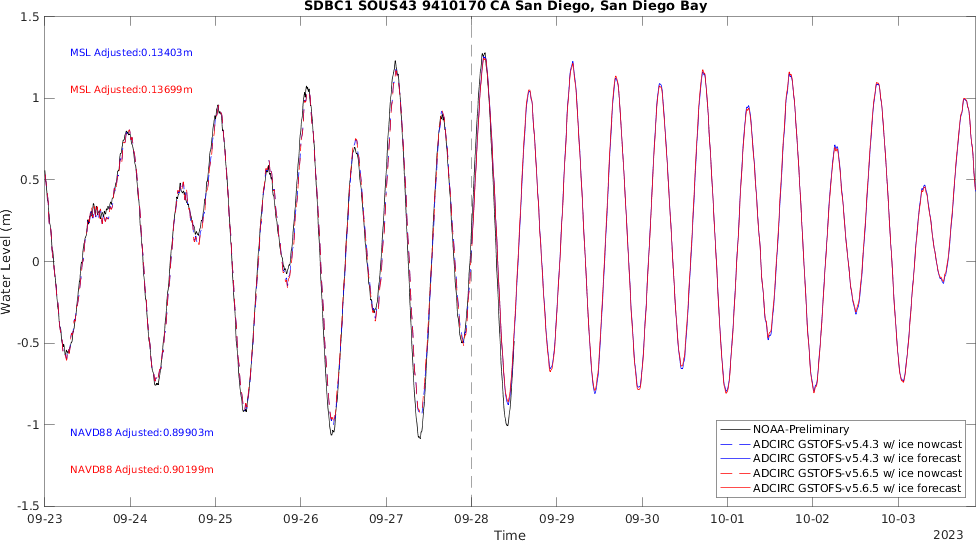 SDBC1 SOUS43 9410170 CA San Diego, San Diego Bay
1.5
MSL Adjusted:0.13403m
MSL Adjusted:0.13699m
1
0.5
0
-0.5
-1
-1.5
Water Level (m)
NAVD88 Adjusted:0.89903m
NAVD88 Adjusted:0.90199m
NOAA-Preliminary
ADCIRC GSTOFS-v5.4.3 w/ ice nowcast
ADCIRC GSTOFS-v5.4.3 w/ ice forecast
ADCIRC GSTOFS-v5.6.5 w/ ice nowcast
ADCIRC GSTOFS-v5.6.5 w/ ice forecast
09-23 09-24 09-25 09-26 09-27 09-28 09-29 09-30 10-01 10-02 10-03
Time
2023